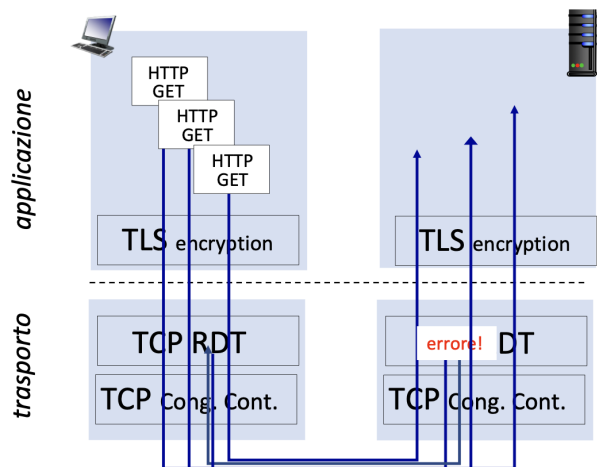 applicazione
HTTP
GET
HTTP
GET
HTTP
GET
TLS encryption
TLS encryption
trasporto
TCP RDT
errore! DT
TCP Cong. Cont.
TCP Cong. Cont.